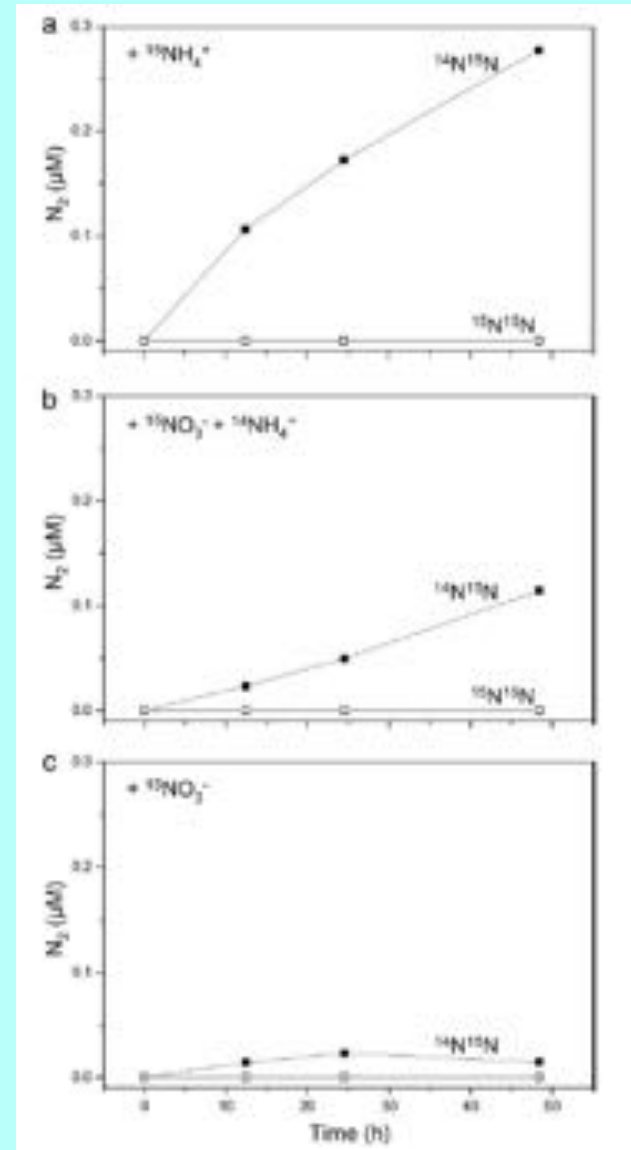 a
+ ¹⁵NH₄⁺
¹⁴N¹⁵N
¹⁵N¹⁵N
N₂ (µM)
0.3
0.2
0.1
0.0
b
+ ¹⁵NO₃⁻ + ¹⁴NH₄⁺
¹⁴N¹⁵N
¹⁵N¹⁵N
N₂ (µM)
0.3
0.2
0.1
0.0
c
+ ¹⁵NO₃⁻
¹⁴N¹⁵N
N₂ (µM)
0.3
0.2
0.1
0.0
0 10 20 30 40 50
Time (h)